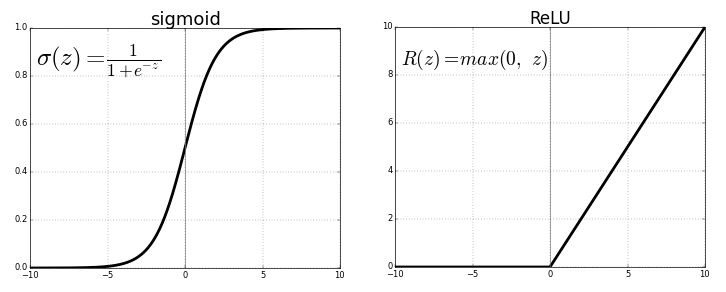 sigmoid
σ(z)=1/(1+e^{-z})
1.0
0.8
0.6
0.4
0.2
0.0
−10 −5 0 5 10
ReLU
R(z)=max(0, z)
10
8
6
4
2
0
−10 −5 0 5 10